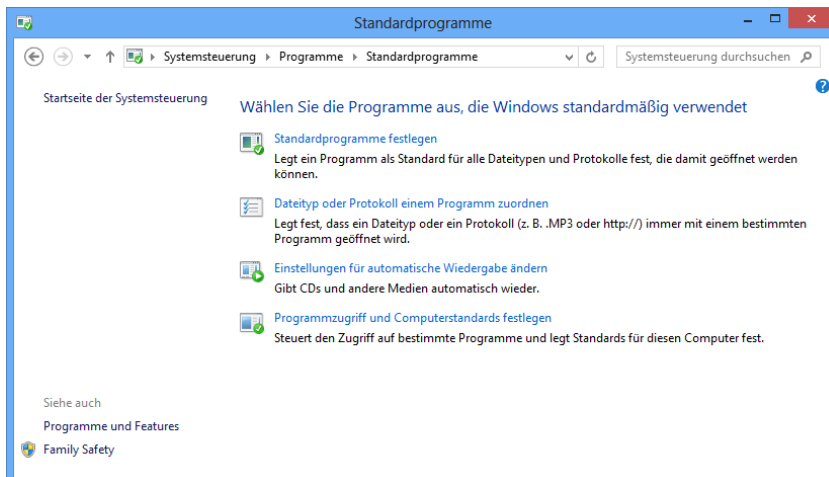 Standardprogramme
Systemsteuerung Programme Standardprogramme
Systemsteuerung durchsuchen
Startseite der Systemsteuerung
Wählen Sie die Programme aus, die Windows standardmäßig verwendet
Standardprogramme festlegen
Legt ein Programm als Standard für alle Dateitypen und Protokolle fest, die damit geöffnet werden
können.
Dateityp oder Protokoll einem Programm zuordnen
Legt fest, dass ein Dateityp oder ein Protokoll (z. B. .MP3 oder http://) immer mit einem bestimmten
Programm geöffnet wird.
Einstellungen für automatische Wiedergabe ändern
Gibt CDs und andere Medien automatisch wieder.
Programmzugriff und Computerstandards festlegen
Steuert den Zugriff auf bestimmte Programme und legt Standards für diesen Computer fest.
Siehe auch
Programme und Features
Family Safety